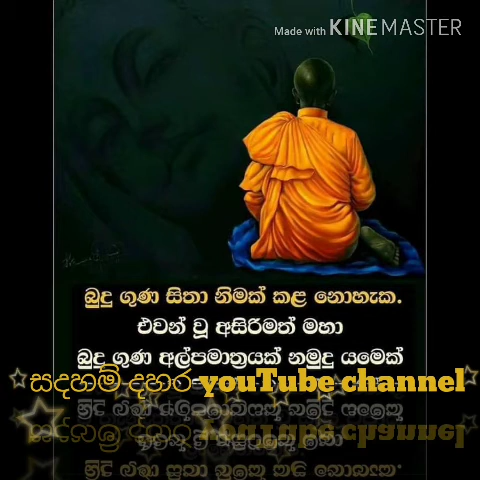 Made with KINEMASTER
බුදු ගුණ සිතා නිමක් කළ නොහැක.
එවන් වූ අසිරිමත් මහා
බුදු ගුණ අල්පමාත්‍රයක් නමුදු යමෙක්
සදහම් දහර youTube channel